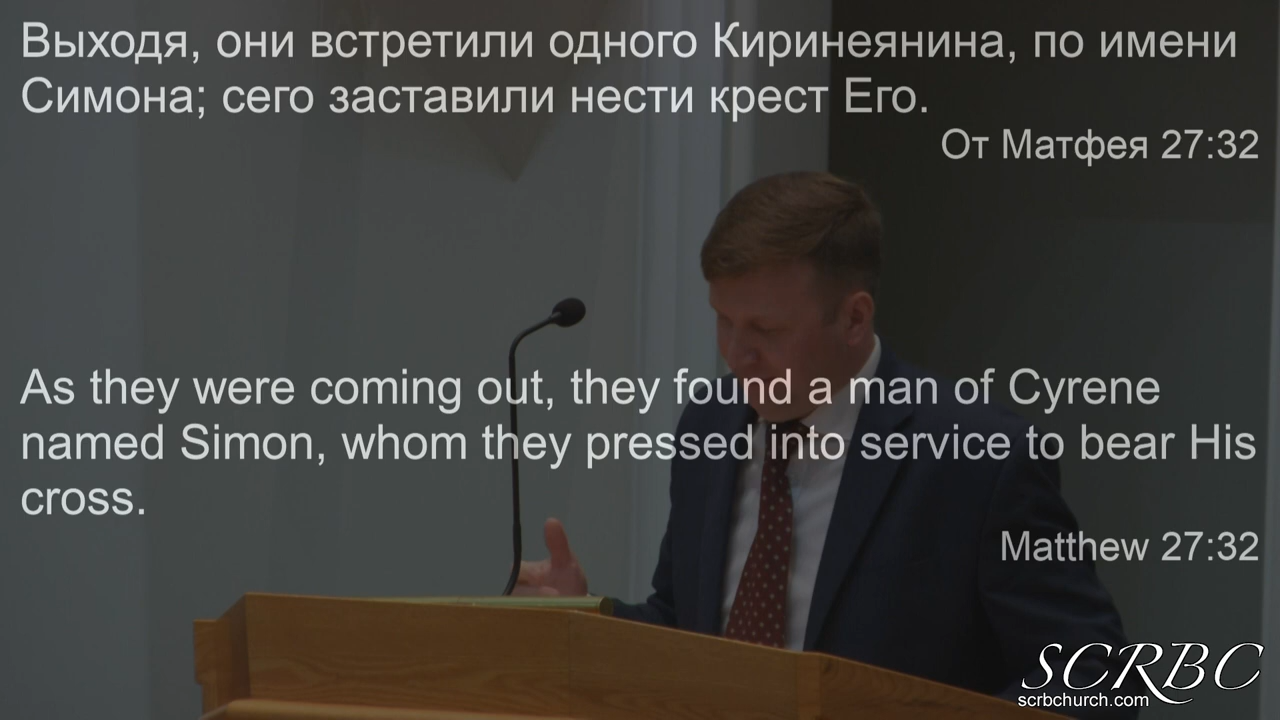 Выходя, они встретили одного Киринеянина, по имени
Симона; сего заставили нести крест Его.
От Матфея 27:32
As they were coming out, they found a man of Cyrene
named Simon, whom they pressed into service to bear His
cross.
Matthew 27:32
SCRBC
scrbchurch.com